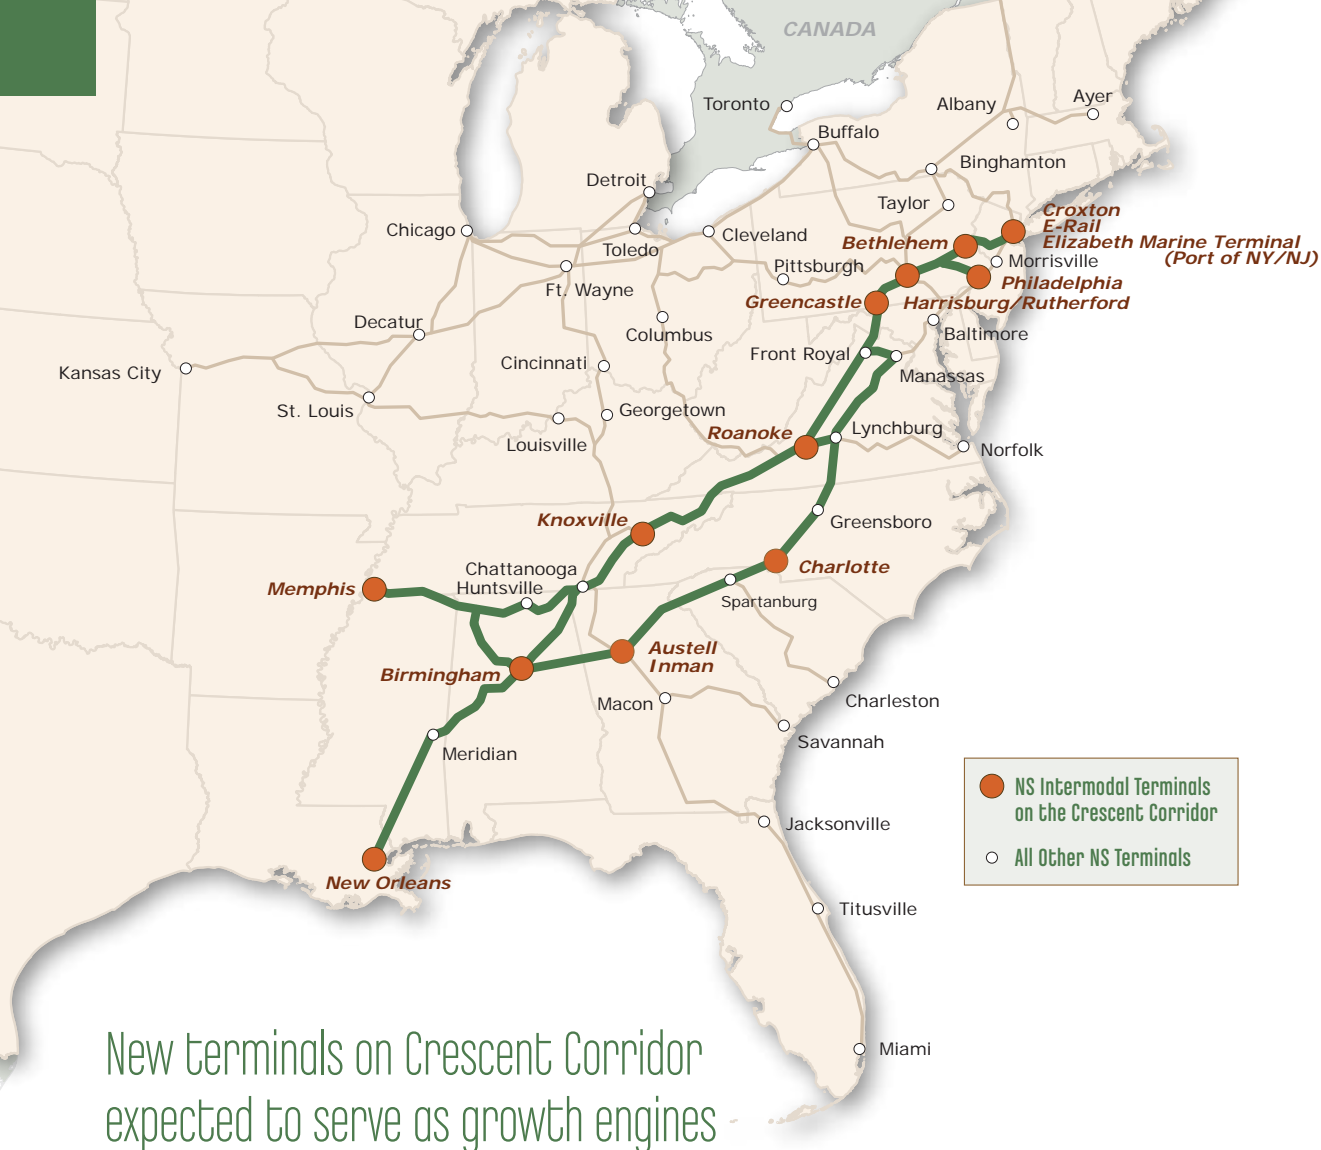 CANADA
Toronto
Albany
Ayer
Buffalo
Binghamton
Detroit
Taylor
Croxton
E-Rail
Elizabeth Marine Terminal
(Port of NY/NJ)
Chicago
Toledo
Cleveland
Bethlehem
Morrisville
Pittsburgh
Philadelphia
Ft. Wayne
Greencastle
Harrisburg/Rutherford
Decatur
Columbus
Baltimore
Front Royal
Cincinnati
Kansas City
Manassas
St. Louis
Georgetown
Louisville
Roanoke
Lynchburg
Norfolk
Knoxville
Greensboro
Chattanooga
Huntsville
Charlotte
Memphis
Spartanburg
Austell
Inman
Birmingham
Macon
Charleston
Savannah
Meridian
NS Intermodal Terminals
on the Crescent Corridor
Jacksonville
All Other NS Terminals
New Orleans
Titusville
Miami
New terminals on Crescent Corridor
expected to serve as growth engines